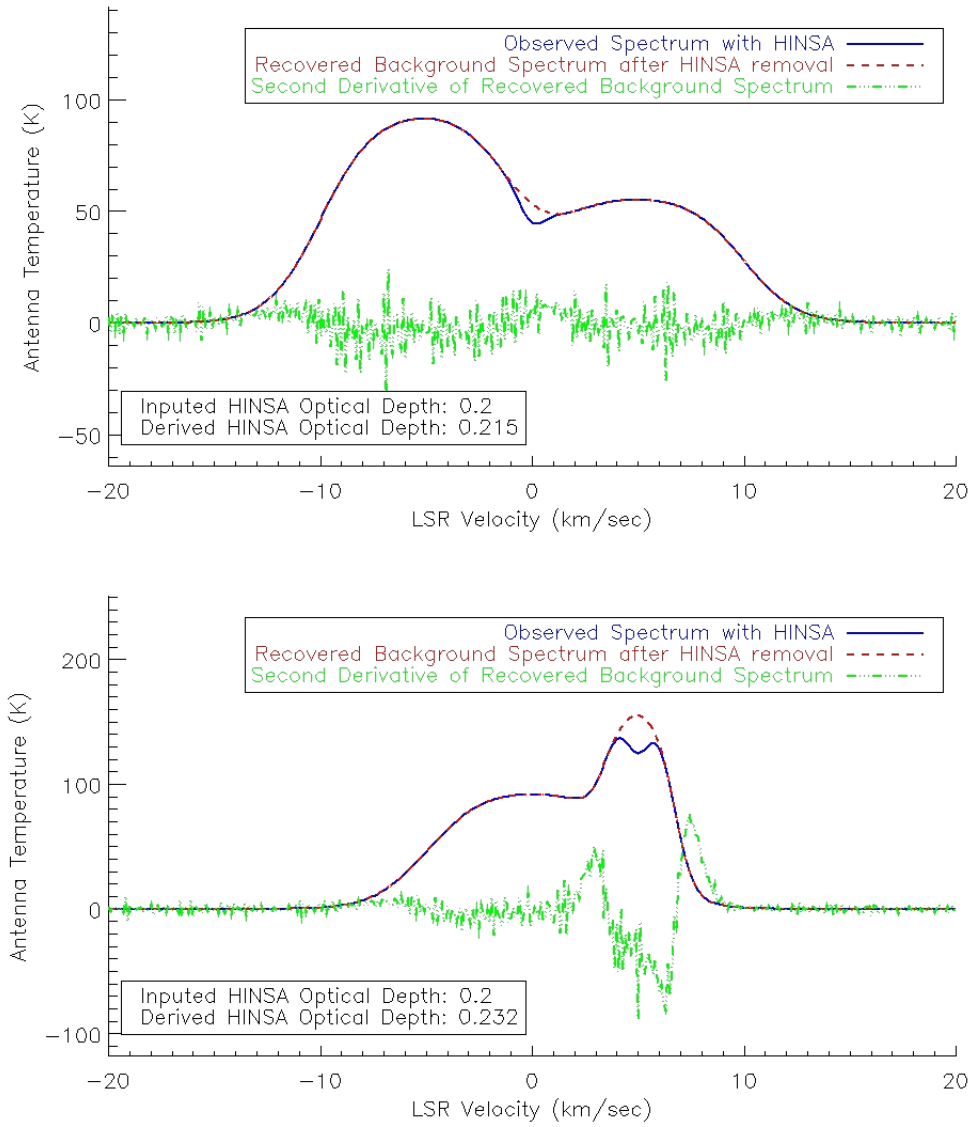 Observed Spectrum with HINSA
Recovered Background Spectrum after HINSA removal
Second Derivative of Recovered Background Spectrum
Antenna Temperature (K)
100
50
0
−50
Inputed HINSA Optical Depth: 0.2
Derived HINSA Optical Depth: 0.215
−20 −10 0 10 20
LSR Velocity (km/sec)
Observed Spectrum with HINSA
Recovered Background Spectrum after HINSA removal
Second Derivative of Recovered Background Spectrum
Antenna Temperature (K)
200
100
0
−100
Inputed HINSA Optical Depth: 0.2
Derived HINSA Optical Depth: 0.232
−20 −10 0 10 20
LSR Velocity (km/sec)